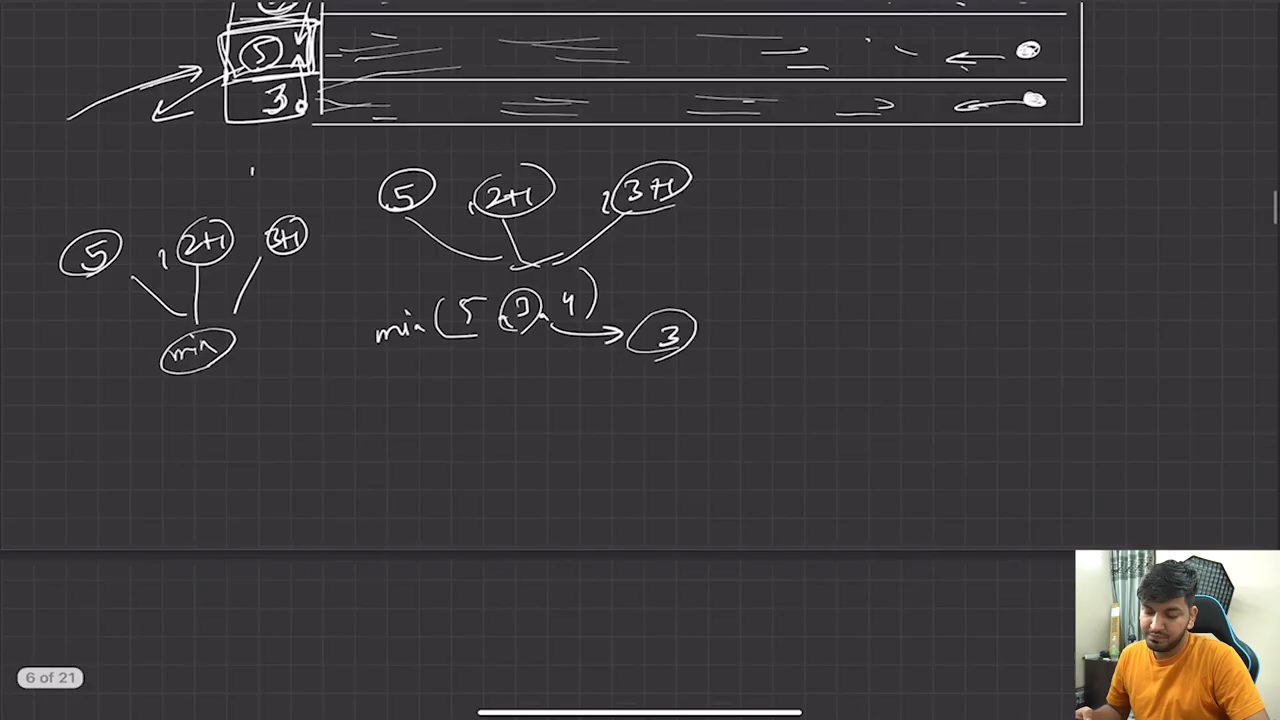 5
3
5 , 2+1 , 3+1
5 , 2+1 3+1
min ( 5 , 3 , 4 ) → 3
min
6 of 21